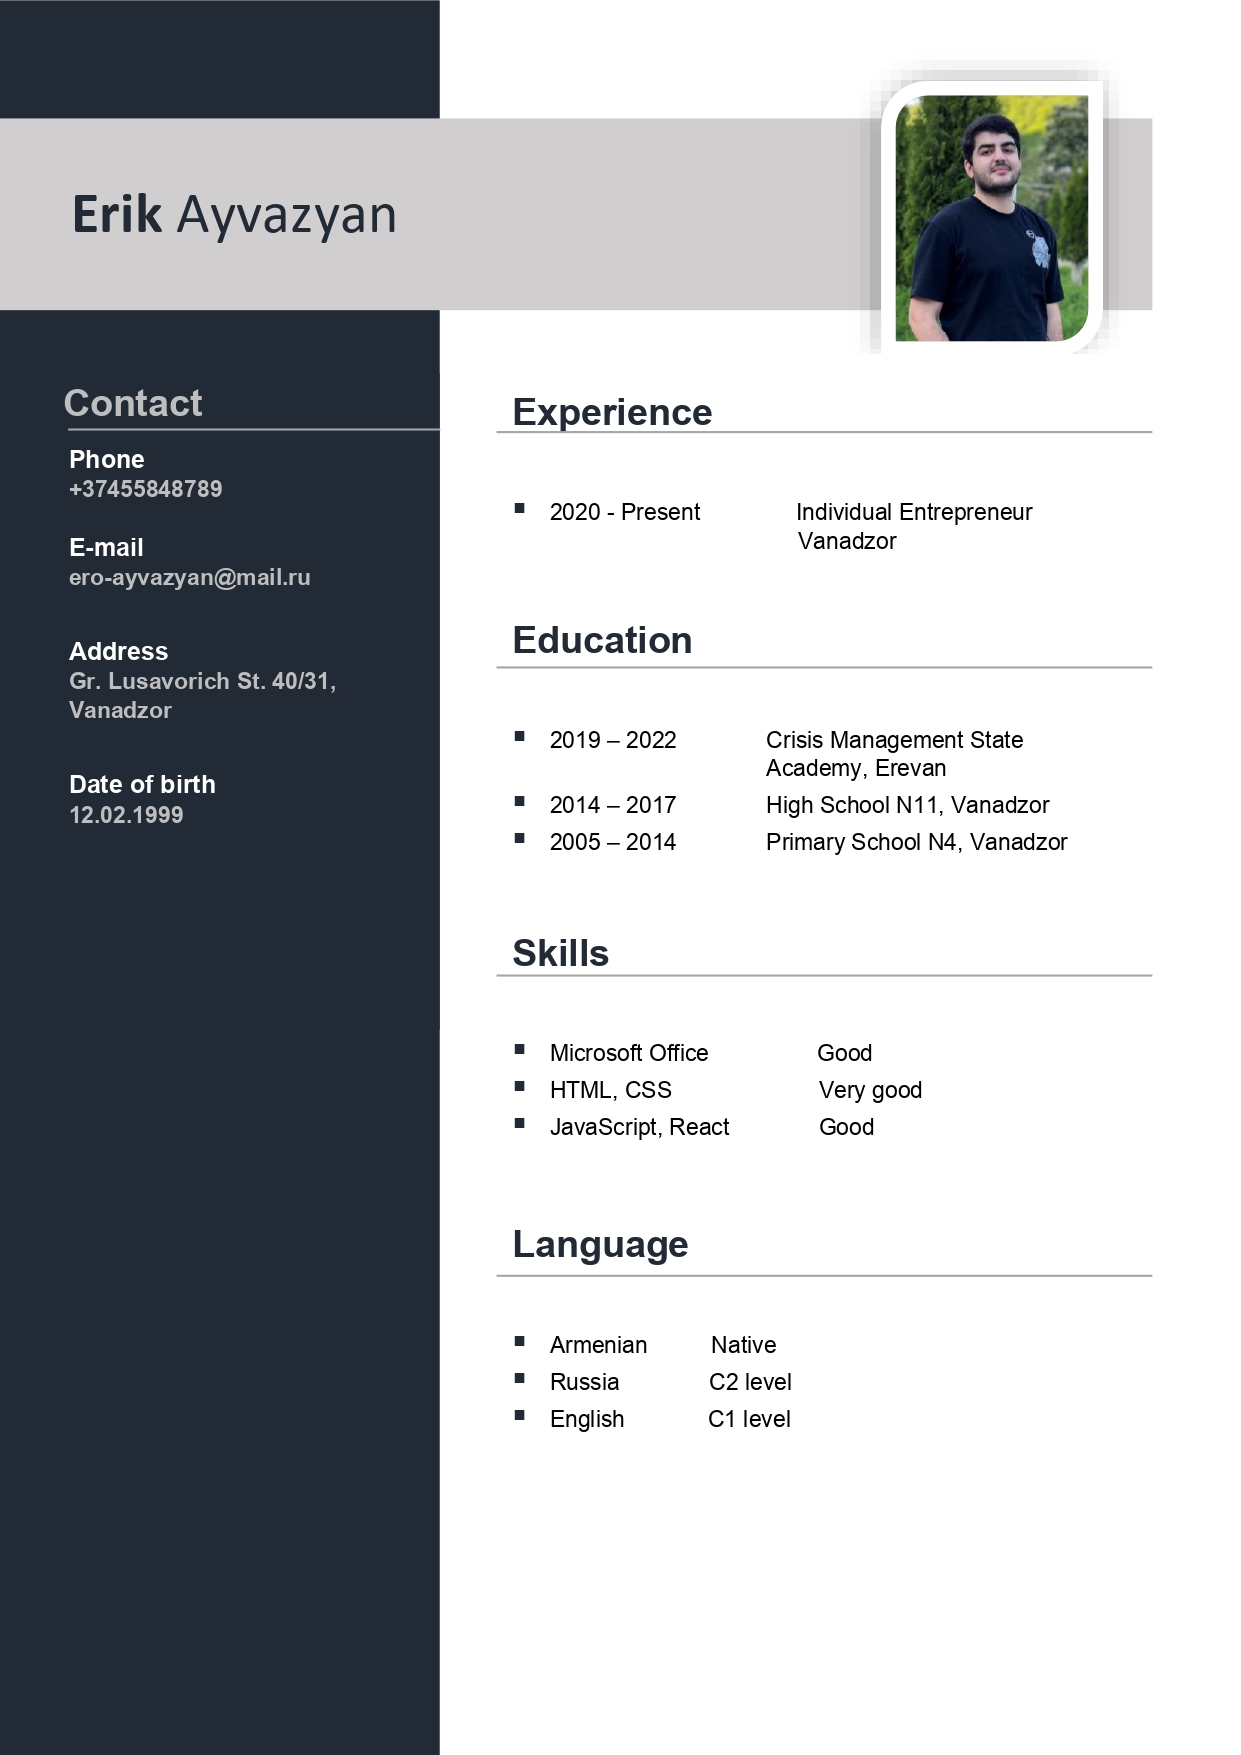 Erik Ayvazyan
Contact
Phone
+37455848789
E-mail
ero-ayvazyan@mail.ru
Address
Gr. Lusavorich St. 40/31,
Vanadzor
Date of birth
12.02.1999
Experience
2020 - Present Individual Entrepreneur
Vanadzor
Education
2019 – 2022 Crisis Management State
Academy, Erevan
2014 – 2017 High School N11, Vanadzor
2005 – 2014 Primary School N4, Vanadzor
Skills
Microsoft Office Good
HTML, CSS Very good
JavaScript, React Good
Language
Armenian Native
Russia C2 level
English C1 level